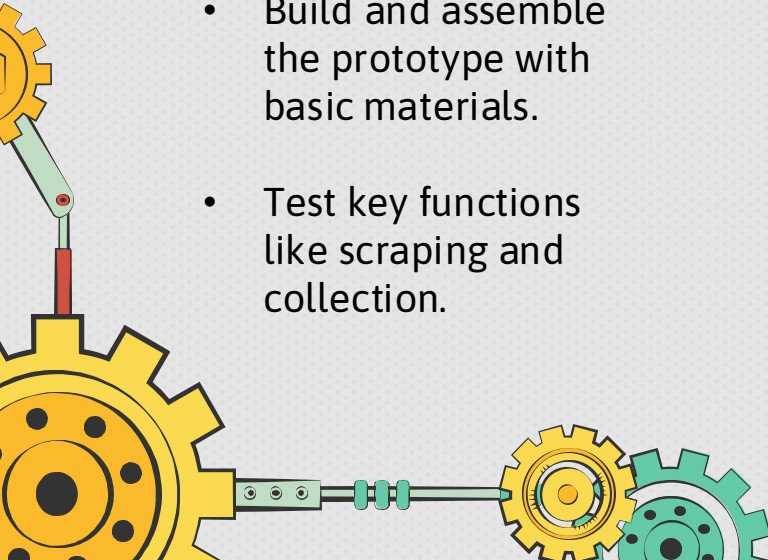 • Build and assemble
the prototype with
basic materials.
• Test key functions
like scraping and
collection.